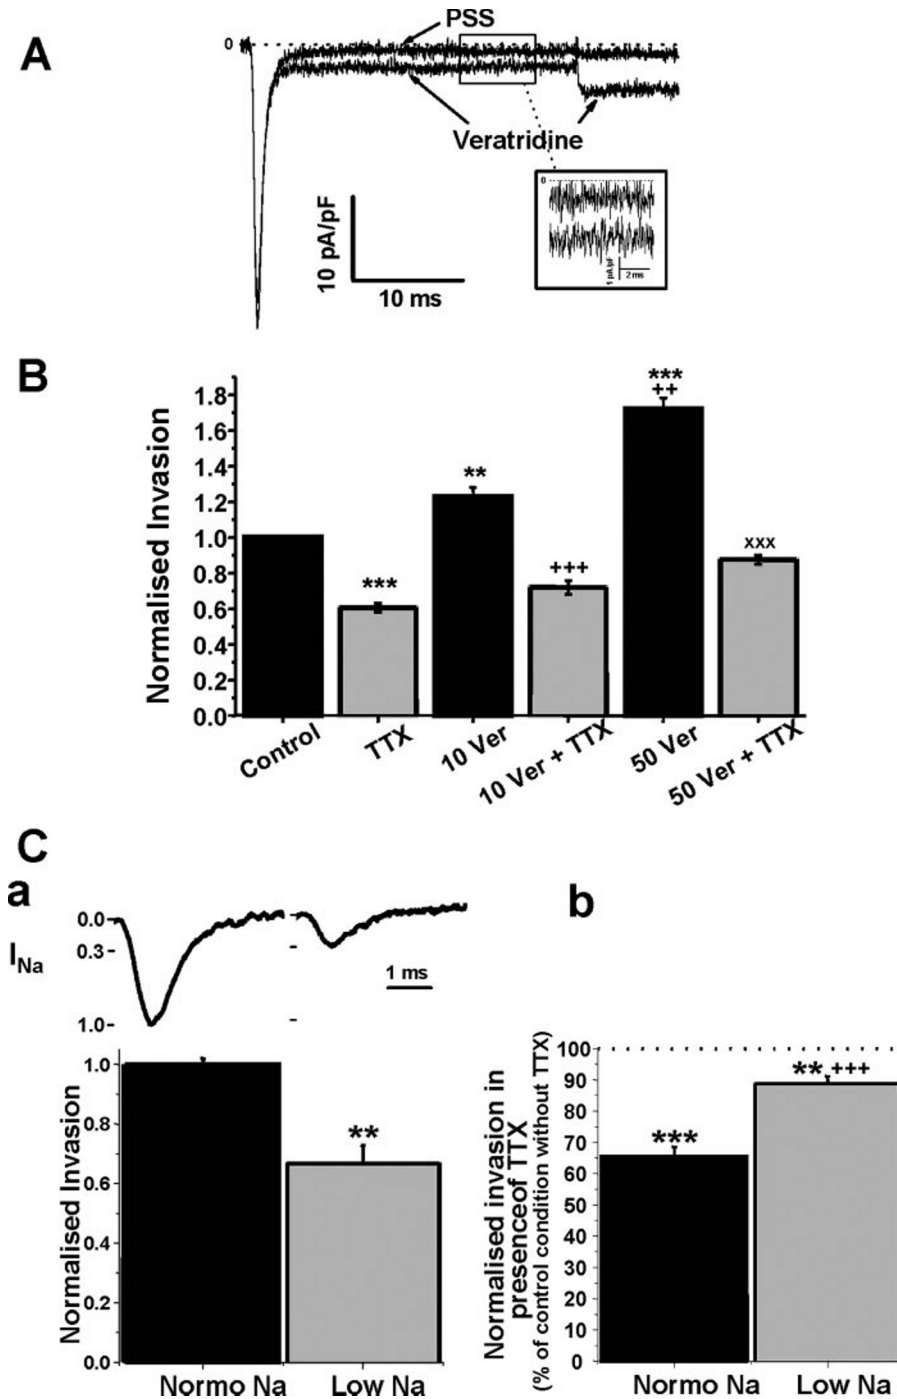 A
PSS
0
Veratridine
10 pA/pF
10 ms
0
1 pA/pF
2 ms
B
Normalised Invasion
1.8
1.6
1.4
1.2
1.0
0.8
0.6
0.4
0.2
0.0
***
**
+++
***
++
xxx
Control
TTX
10 Ver
10 Ver + TTX
50 Ver
50 Ver + TTX
C
a
INa
0.0
0.3
1.0
1 ms
Normalised Invasion
1.0
0.8
0.6
0.4
0.2
0.0
**
Normo Na
Low Na
b
Normalised invasion in
presenceof TTX
(% of control condition without TTX)
100
90
80
70
65
60
50
40
30
20
10
0
***
**,+++
Normo Na
Low Na